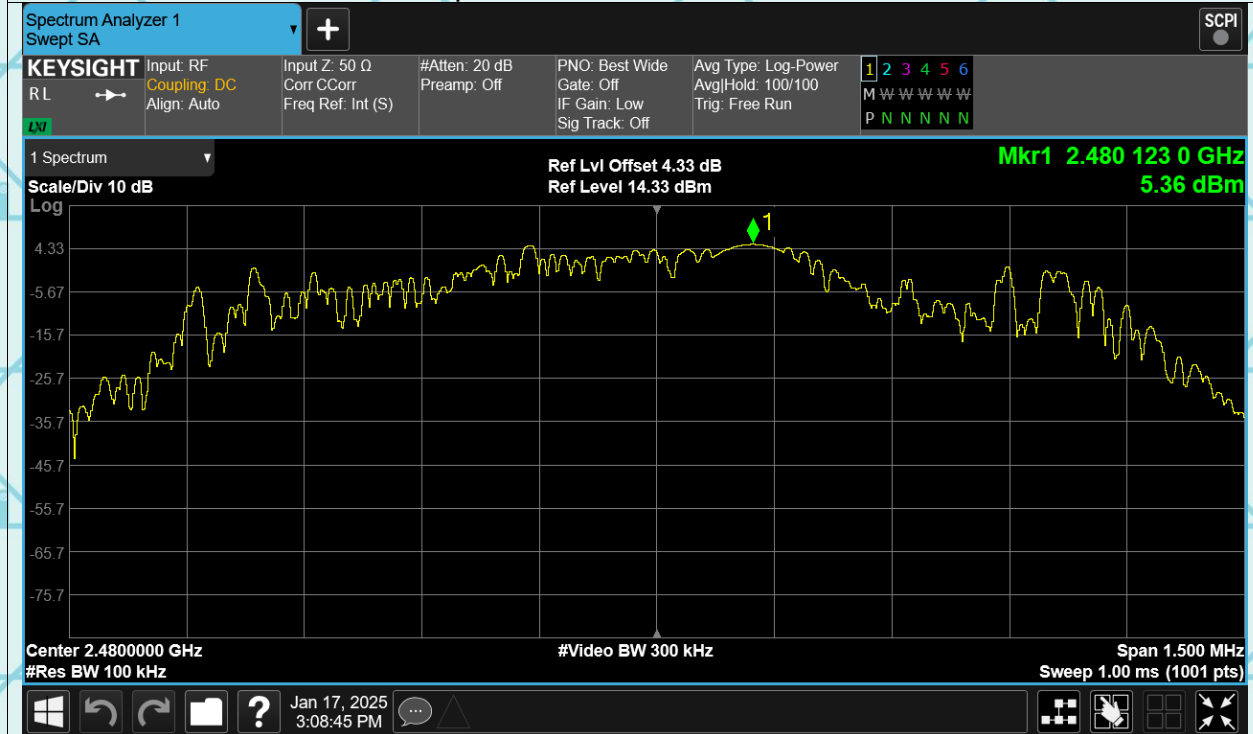 Spectrum Analyzer 1
Swept SA
+
SCPI
KEYSIGHT
R L
LXI
Input: RF
Coupling: DC
Align: Auto
Input Z: 50 Ω
Corr CCorr
Freq Ref: Int (S)
#Atten: 20 dB
Preamp: Off
PNO: Best Wide
Gate: Off
IF Gain: Low
Sig Track: Off
Avg Type: Log-Power
Avg|Hold: 100/100
Trig: Free Run
1 2 3 4 5 6
M W W W W W
P N N N N N
1 Spectrum
Scale/Div 10 dB
Log
Ref Lvl Offset 4.33 dB
Ref Level 14.33 dBm
Mkr1 2.480 123 0 GHz
5.36 dBm
1
4.33
-5.67
-15.7
-25.7
-35.7
-45.7
-55.7
-65.7
-75.7
Center 2.4800000 GHz
#Video BW 300 kHz
Span 1.500 MHz
#Res BW 100 kHz
Sweep 1.00 ms (1001 pts)
?
Jan 17, 2025
3:08:45 PM